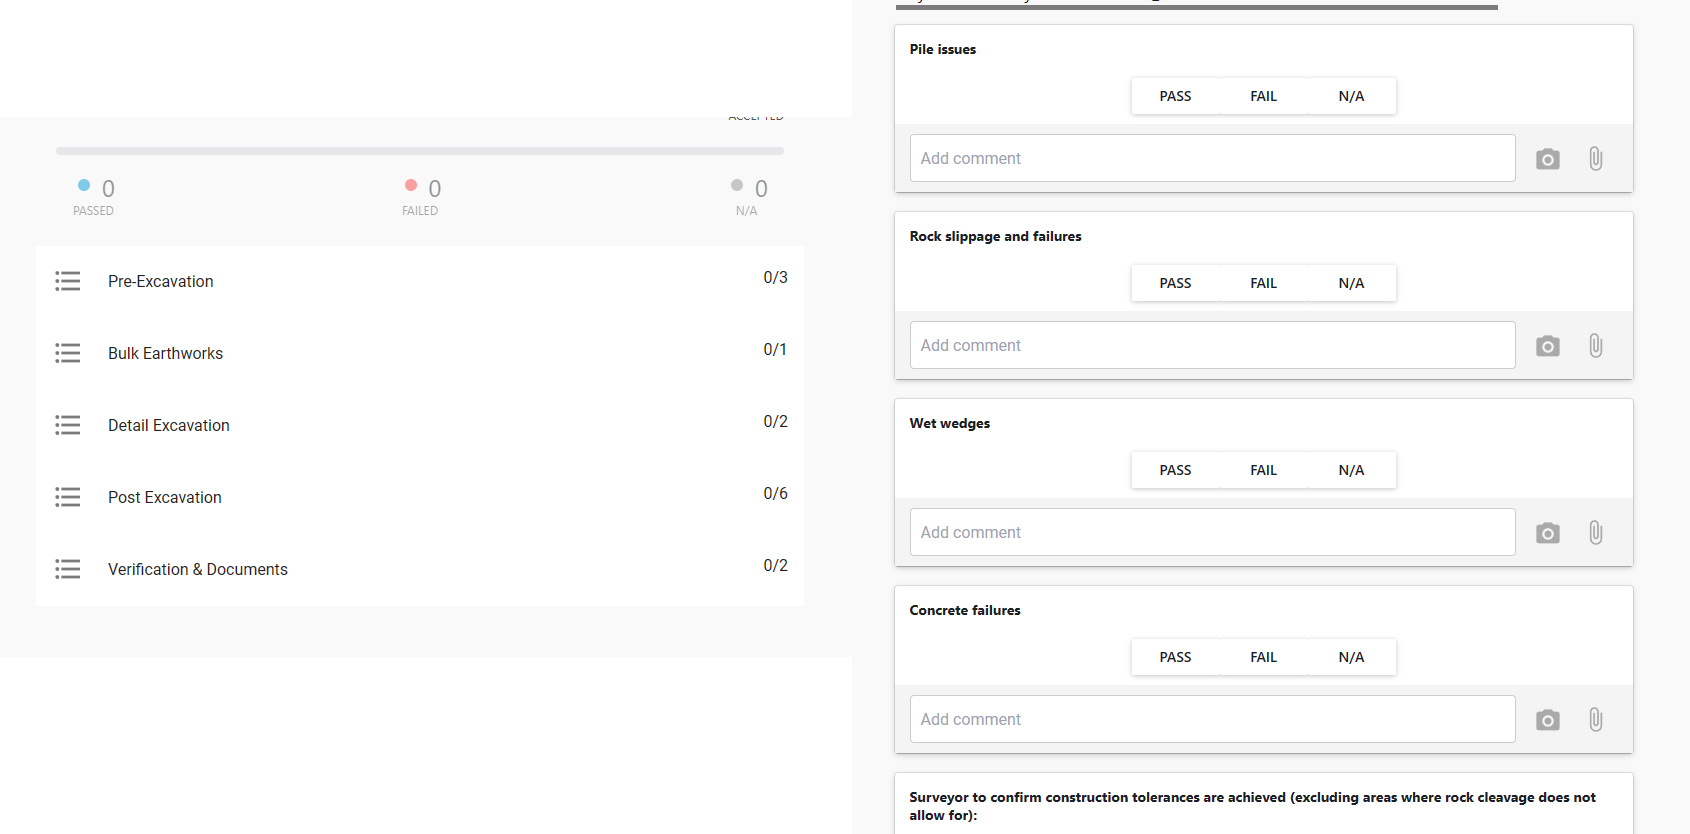 ACCEPTED
0
PASSED
0
FAILED
0
N/A
Pre-Excavation 0/3
Bulk Earthworks 0/1
Detail Excavation 0/2
Post Excavation 0/6
Verification & Documents 0/2
Pile issues
PASS FAIL N/A
Add comment
Rock slippage and failures
PASS FAIL N/A
Add comment
Wet wedges
PASS FAIL N/A
Add comment
Concrete failures
PASS FAIL N/A
Add comment
Surveyor to confirm construction tolerances are achieved (excluding areas where rock cleavage does not
allow for):